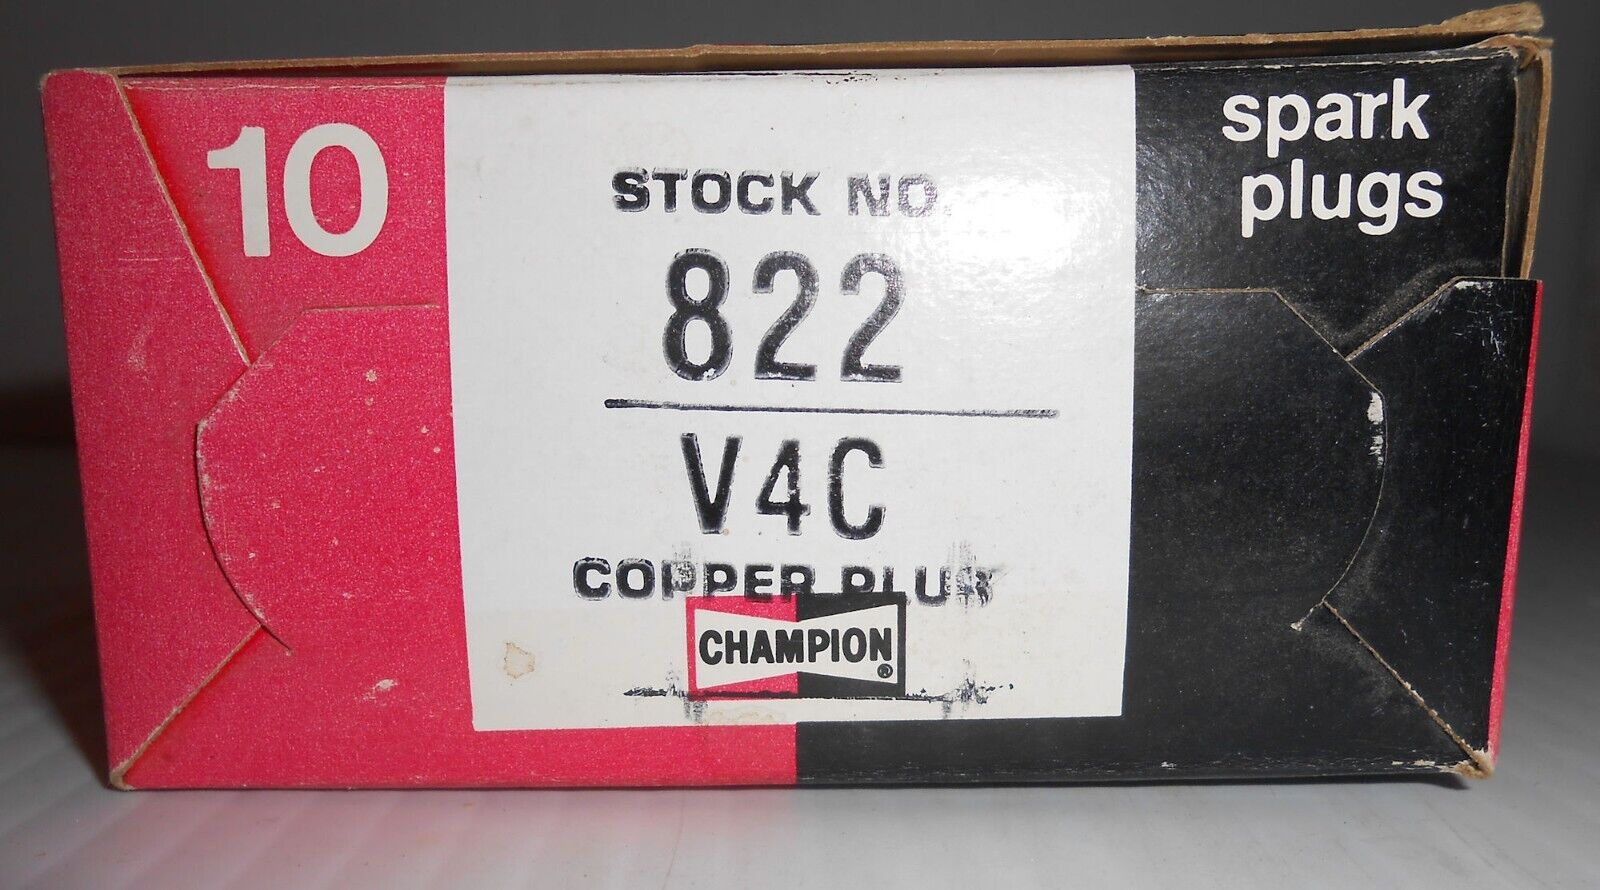 10
spark
plugs
STOCK NO.
822
V4C
COPPER PLUS
CHAMPION
®